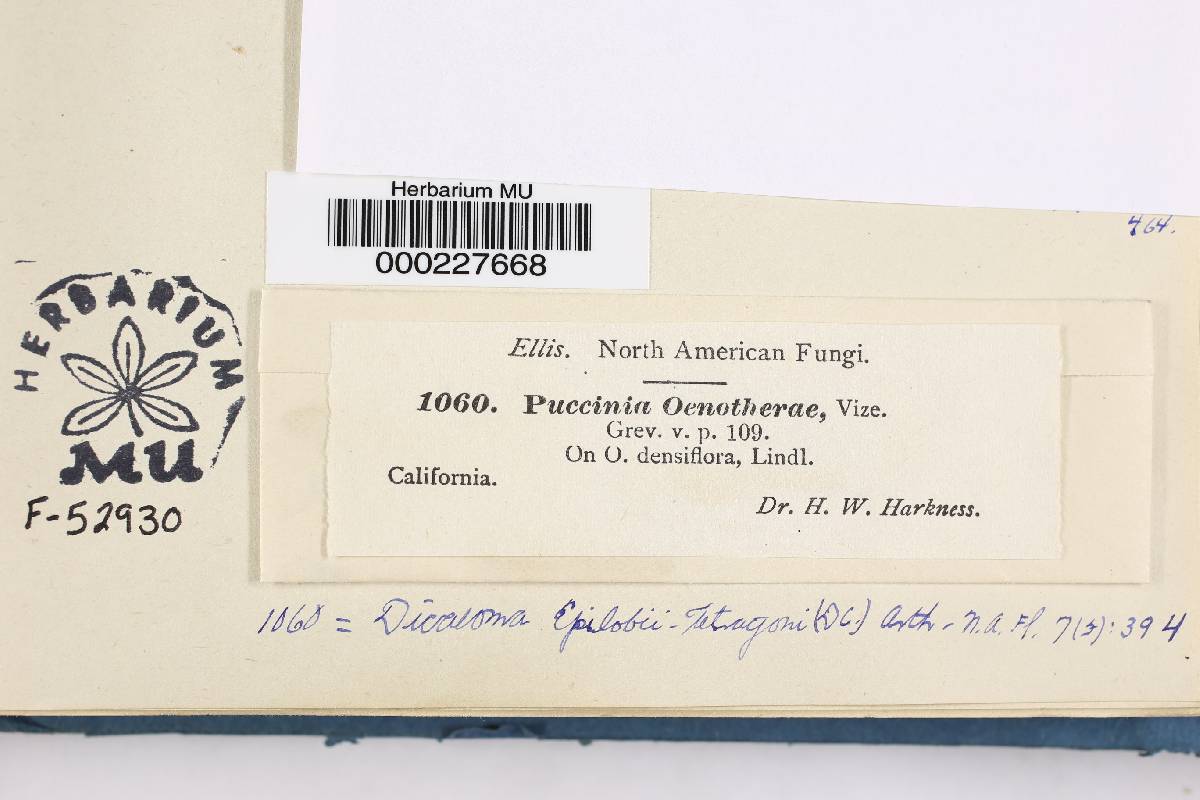 Herbarium MU
000227668
464.
HERBARIUM
MU
F-52930
Ellis. North American Fungi.
1060. Puccinia Oenotherae, Vize.
Grev. v. p. 109.
On O. densiflora, Lindl.
California.
Dr. H. W. Harkness.
1060 = Dicaeoma Epilobii-Tetragoni (DC) Arth - N.A. Fl. 7(5):394